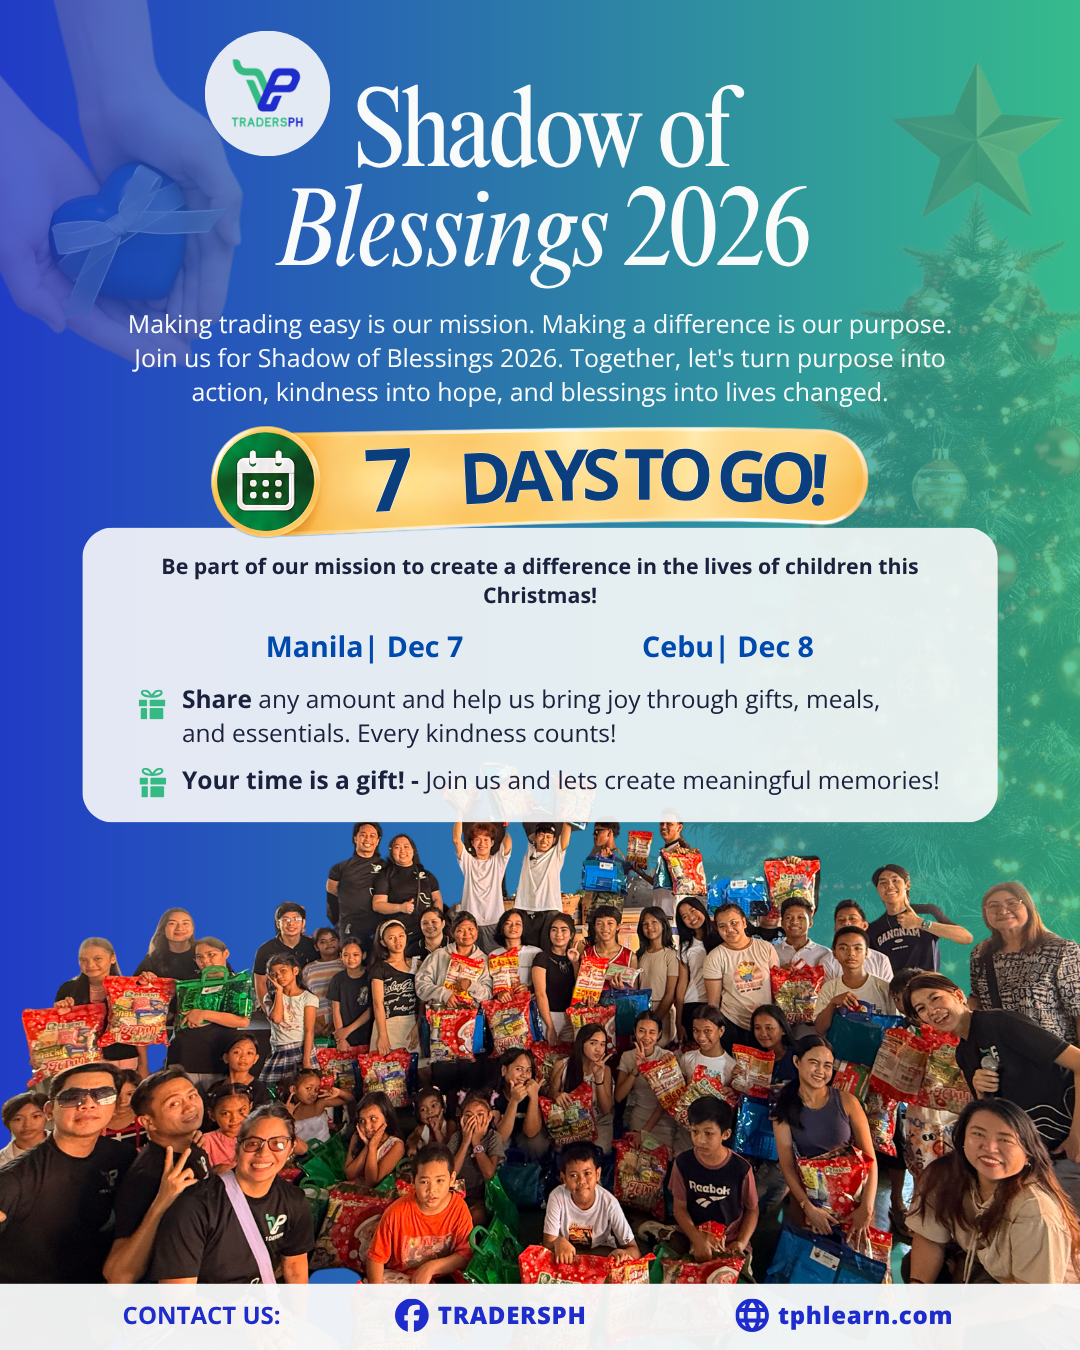 TRADERSPH
Shadow of
Blessings 2026
Making trading easy is our mission. Making a difference is our purpose.
Join us for Shadow of Blessings 2026. Together, let's turn purpose into
action, kindness into hope, and blessings into lives changed.
7 DAYS TO GO!
Be part of our mission to create a difference in the lives of children this
Christmas!
Manila| Dec 7
Cebu| Dec 8
Share any amount and help us bring joy through gifts, meals,
and essentials. Every kindness counts!
Your time is a gift! - Join us and lets create meaningful memories!
GANGNAM
Reebok
CONTACT US:
TRADERSPH
tphlearn.com